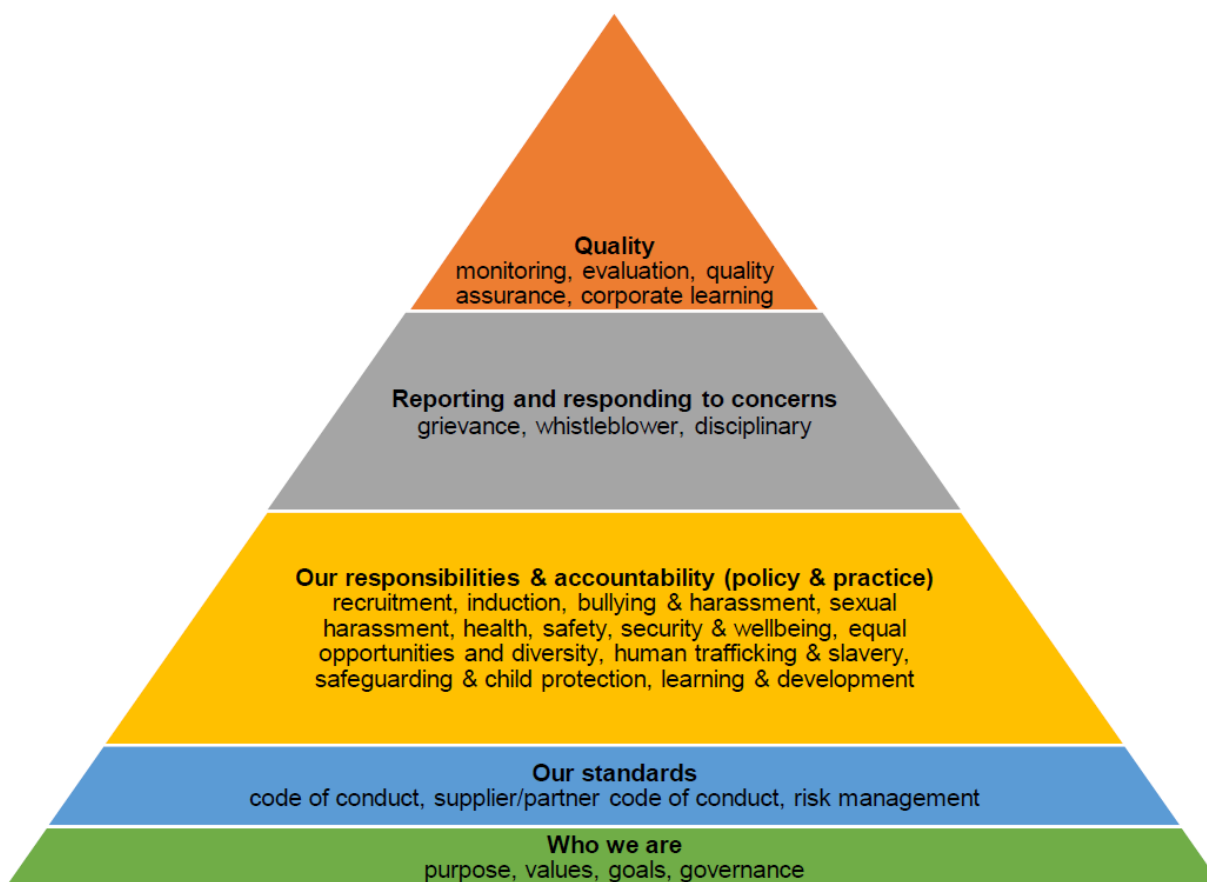 Quality
monitoring, evaluation, quality
assurance, corporate learning
Reporting and responding to concerns
grievance, whistleblower, disciplinary
Our responsibilities & accountability (policy & practice)
recruitment, induction, bullying & harassment, sexual
harassment, health, safety, security & wellbeing, equal
opportunities and diversity, human trafficking & slavery,
safeguarding & child protection, learning & development
Our standards
code of conduct, supplier/partner code of conduct, risk management
Who we are
purpose, values, goals, governance